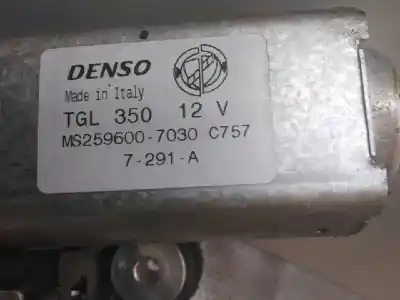 DENSO
Made in Italy
TGL 350 12 V
MS259600-7030 C757
7-291-A